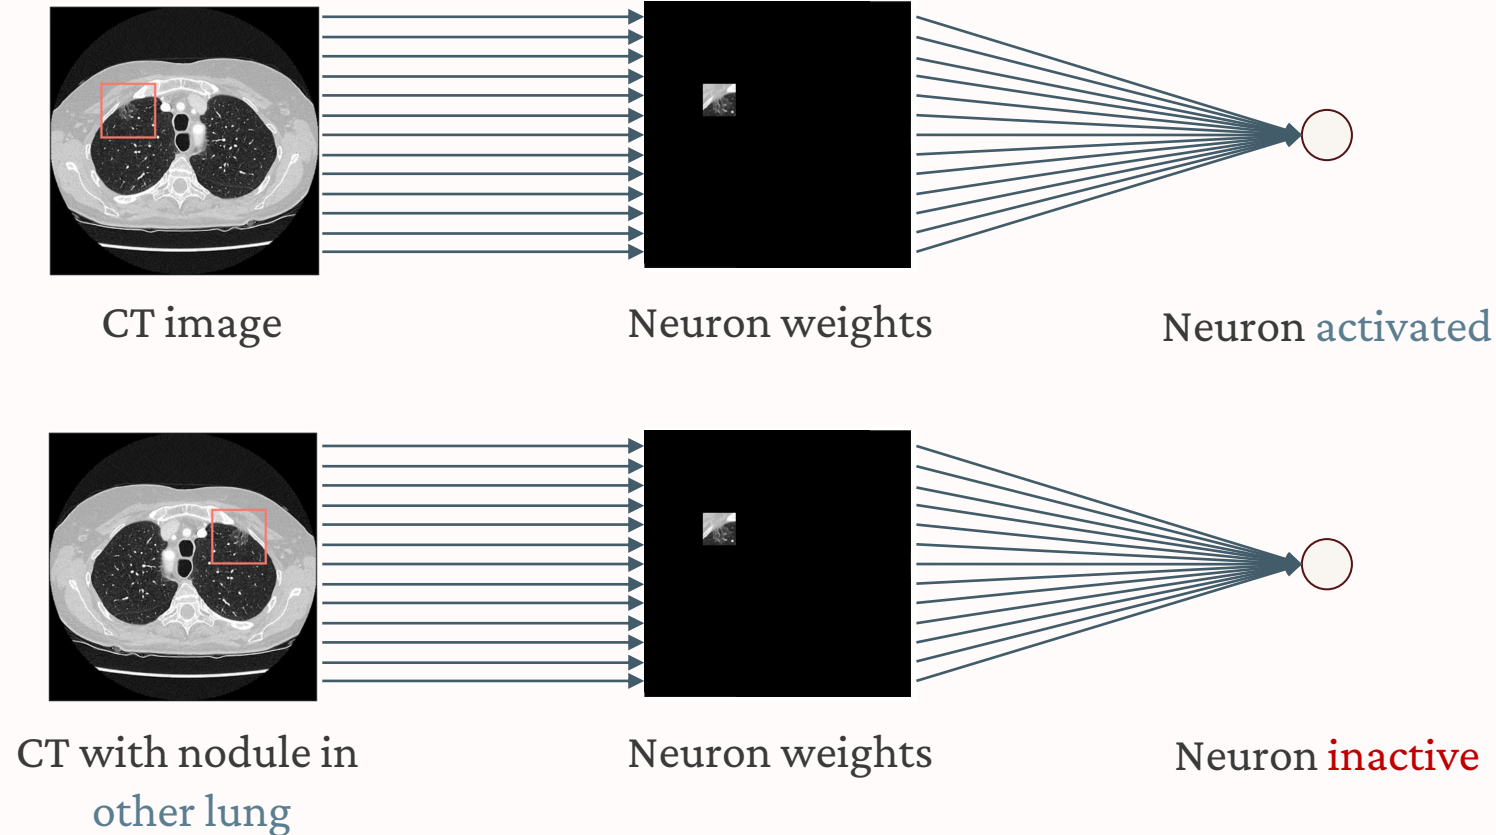 CT image
Neuron weights
Neuron activated
CT with nodule in
other lung
Neuron weights
Neuron inactive